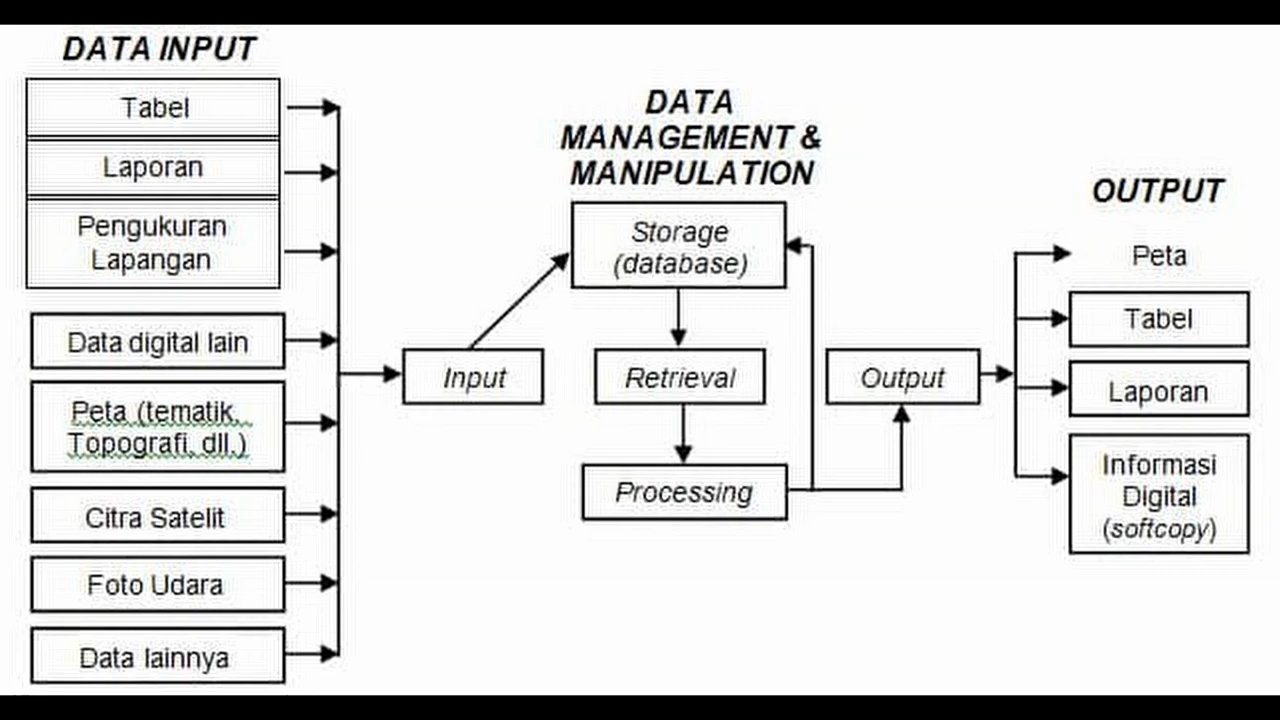 DATA INPUT
Tabel
Laporan
Pengukuran
Lapangan
Data digital lain
Peta (tematik,
Topografi, dll.)
Citra Satelit
Foto Udara
Data lainnya
Input
DATA
MANAGEMENT &
MANIPULATION
Storage
(database)
Retrieval
Processing
Output
OUTPUT
Peta
Tabel
Laporan
Informasi
Digital
(softcopy)